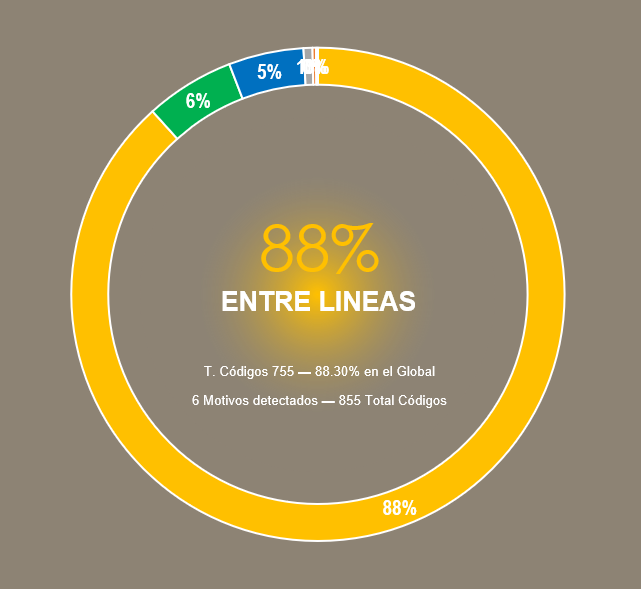 5%
6%
88%
ENTRE LINEAS
T. Códigos 755 — 88.30% en el Global
6 Motivos detectados — 855 Total Códigos
88%